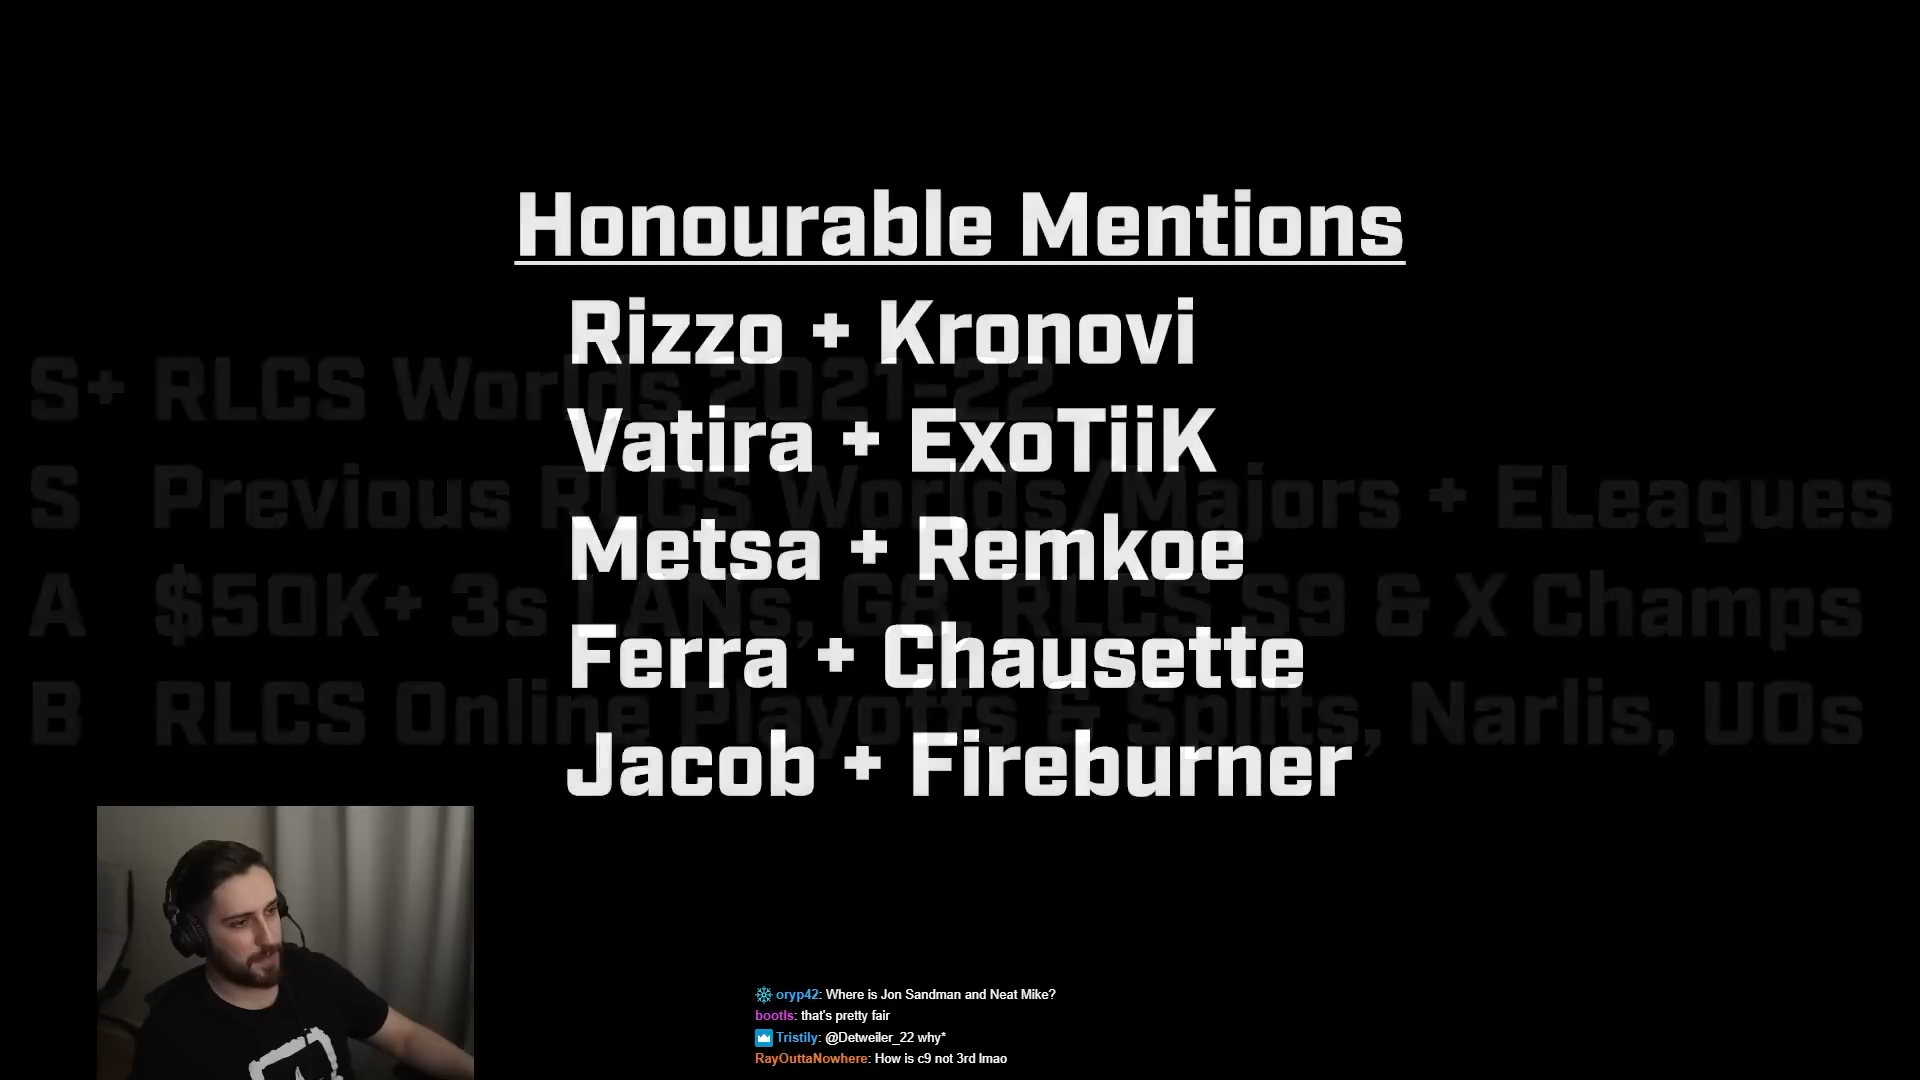 Honourable Mentions
Rizzo + Kronovi
Vatira + ExoTiiK
Metsa + Remkoe
Ferra + Chausette
Jacob + Fireburner
S+ RLCS Worlds 2021-22
S Previous RLCS Worlds/Majors + ELeagues
A $50K+ 3s LANs, G8, RLCS S9 & X Champs
B RLCS Online Playoffs & Splits, Narlis, UOs
oryp42: Where is Jon Sandman and Neat Mike?
bootls: that's pretty fair
Tristily: @Detweiler_22 why*
RayOuttaNowhere: How is c9 not 3rd lmao